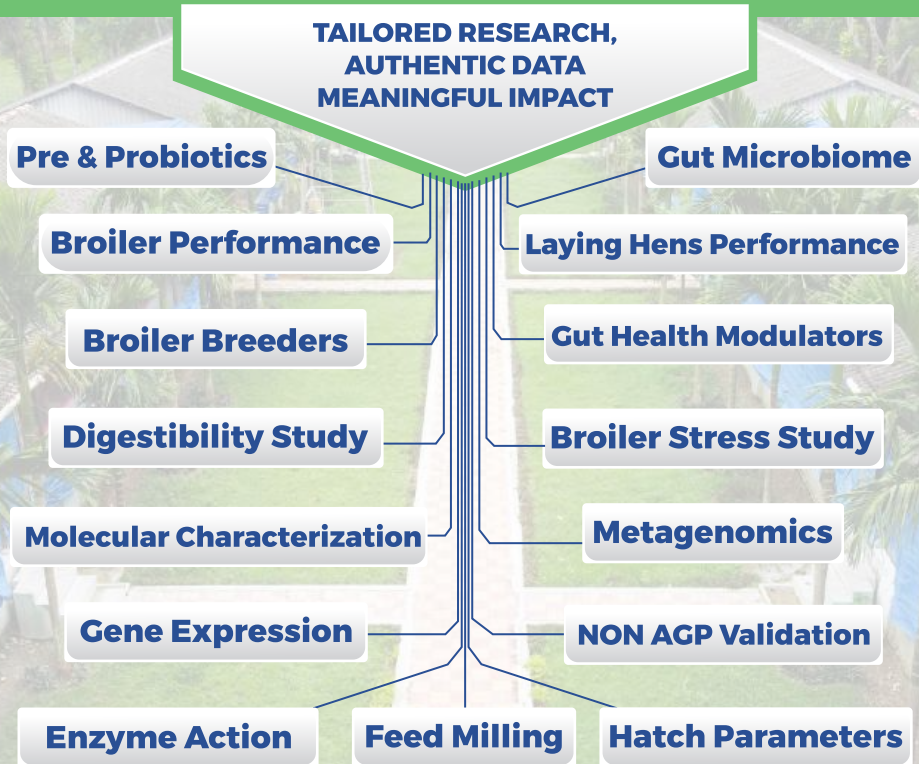 TAILORED RESEARCH,
AUTHENTIC DATA
MEANINGFUL IMPACT
Pre & Probiotics
Gut Microbiome
Broiler Performance
Laying Hens Performance
Broiler Breeders
Gut Health Modulators
Digestibility Study
Broiler Stress Study
Molecular Characterization
Metagenomics
Gene Expression
NON AGP Validation
Enzyme Action
Feed Milling
Hatch Parameters